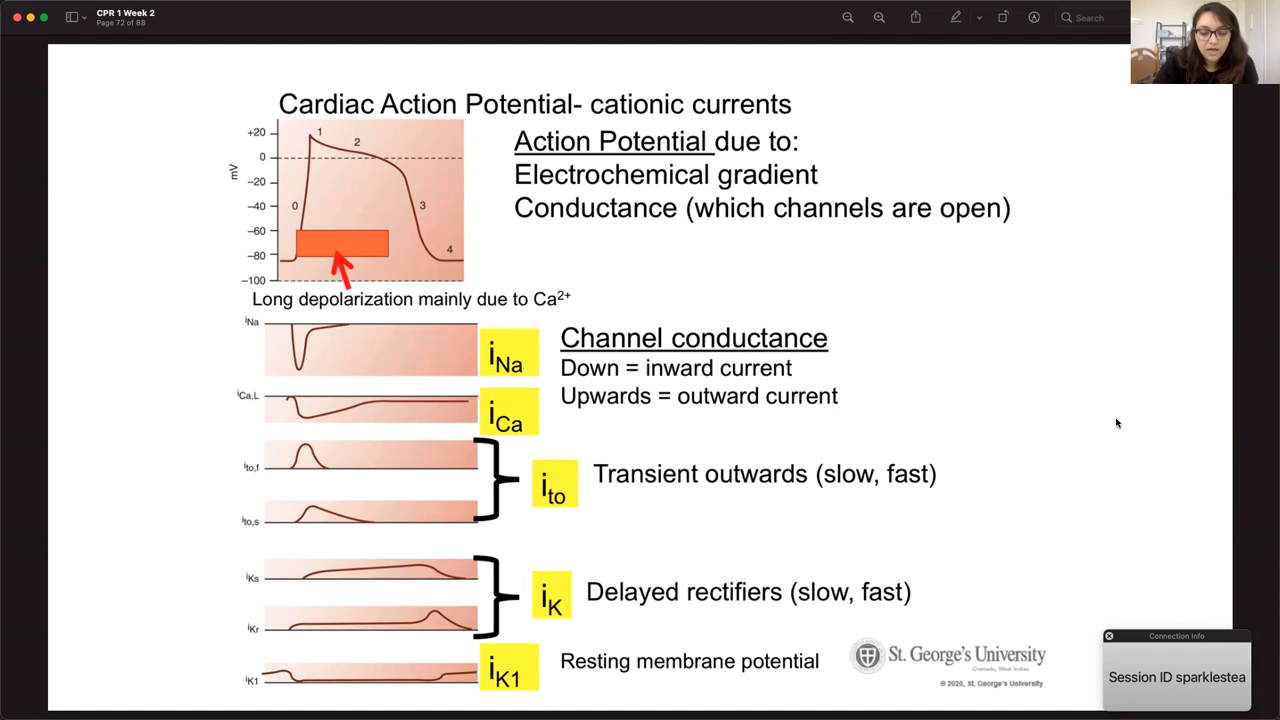 CPR 1 Week 2
Page 72 of 88
Search
Cardiac Action Potential- cationic currents
+20
0
−20
−40
−60
−80
−100
mV
0
1
2
3
4
Action Potential due to:
Electrochemical gradient
Conductance (which channels are open)
Long depolarization mainly due to Ca2+
iNa
iNa
Channel conductance
Down = inward current
Upwards = outward current
iCa,L
iCa
ito,f
ito,s
ito
Transient outwards (slow, fast)
iKs
iKr
iK
Delayed rectifiers (slow, fast)
iK1
iK1
Resting membrane potential
St. George's University
Grenada, West Indies
© 2020, St. George's University
Connection Info
Session ID sparklestea